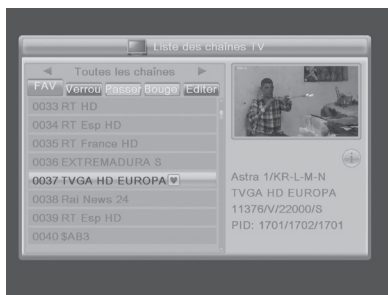 Liste des chaînes TV
Toutes les chaînes
FAV Verrou Passer Bouger Editer
0033 RT HD
0034 RT Esp HD
0035 RT France HD
0036 EXTREMADURA S
0037 TVGA HD EUROPA
0038 Rai News 24
0039 RT Esp HD
0040 $AB3
Astra 1/KR-L-M-N
TVGA HD EUROPA
11376/V/22000/S
PID: 1701/1702/1701